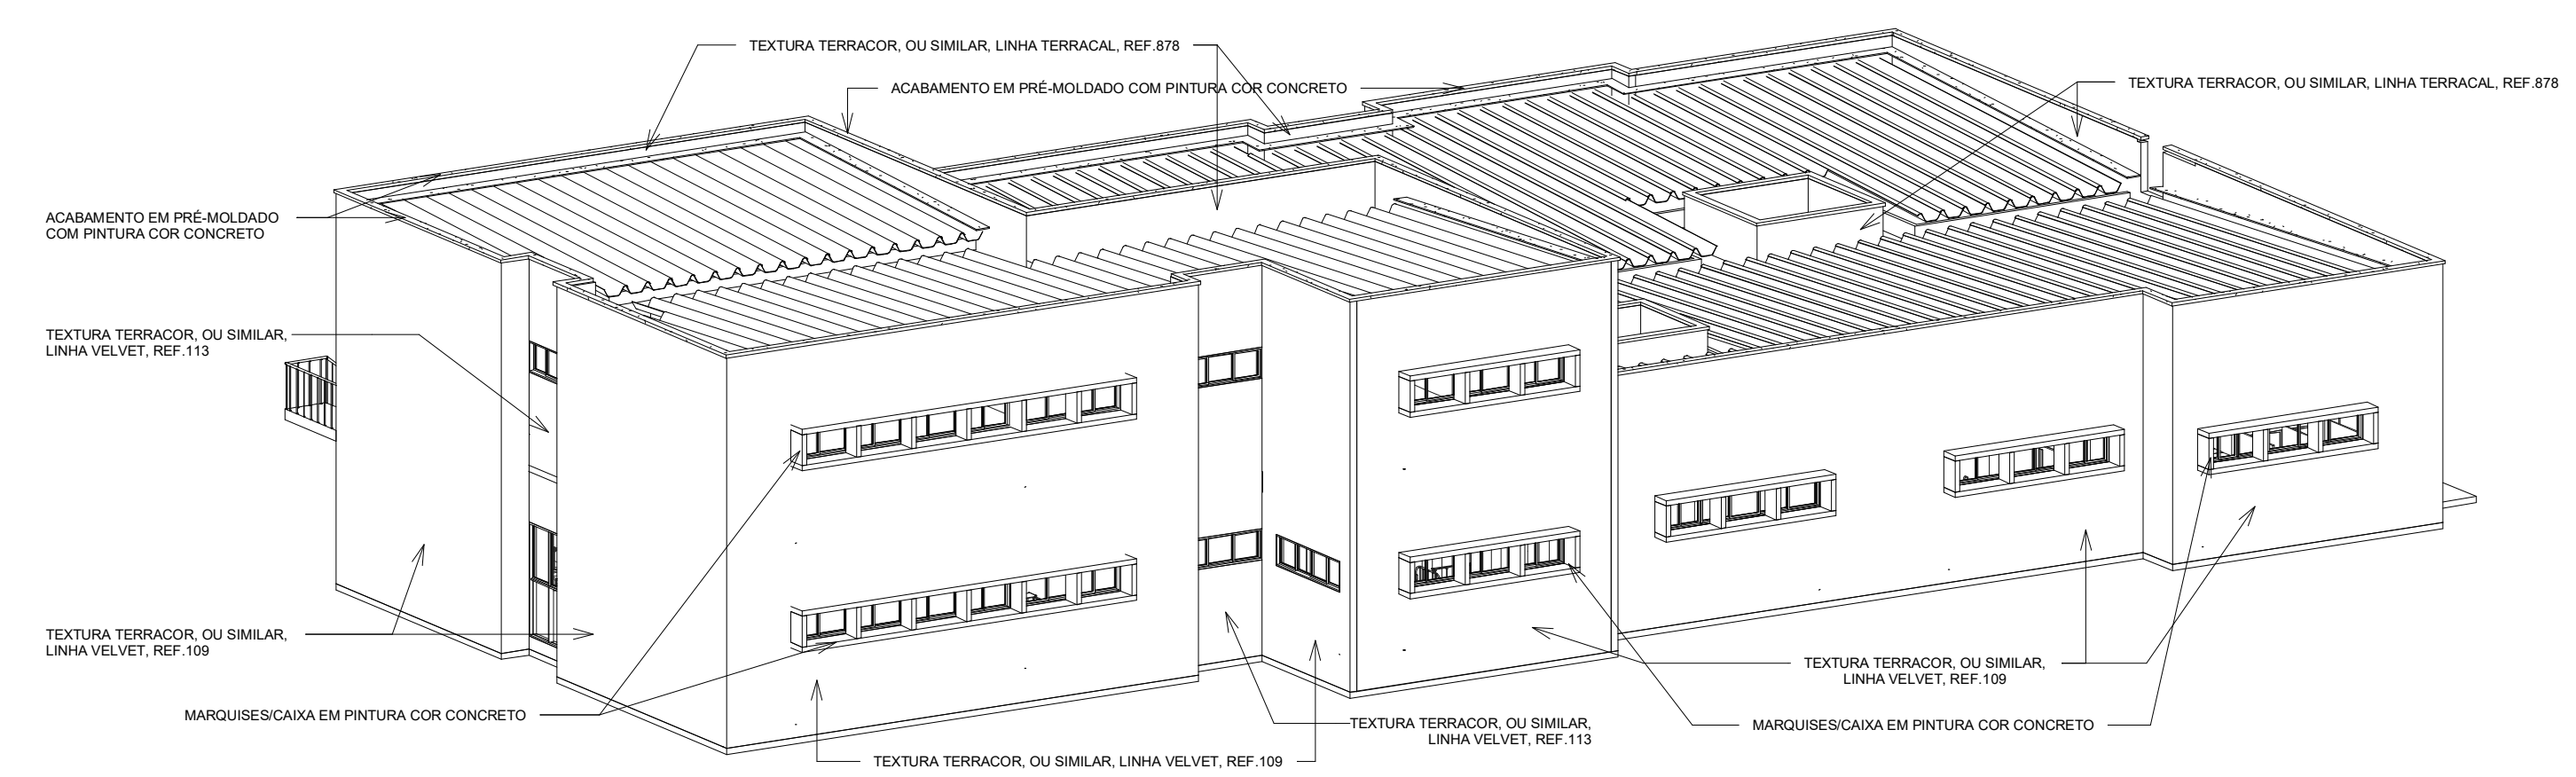 TEXTURA TERRACOR, OU SIMILAR, LINHA TERRACAL, REF.878
ACABAMENTO EM PRÉ-MOLDADO COM PINTURA COR CONCRETO
TEXTURA TERRACOR, OU SIMILAR, LINHA TERRACAL, REF.878
ACABAMENTO EM PRÉ-MOLDADO
COM PINTURA COR CONCRETO
TEXTURA TERRACOR, OU SIMILAR,
LINHA VELVET, REF.113
TEXTURA TERRACOR, OU SIMILAR,
LINHA VELVET, REF.109
MARQUISES/CAIXA EM PINTURA COR CONCRETO
TEXTURA TERRACOR, OU SIMILAR, LINHA VELVET, REF.109
TEXTURA TERRACOR, OU SIMILAR,
LINHA VELVET, REF.113
TEXTURA TERRACOR, OU SIMILAR,
LINHA VELVET, REF.109
MARQUISES/CAIXA EM PINTURA COR CONCRETO